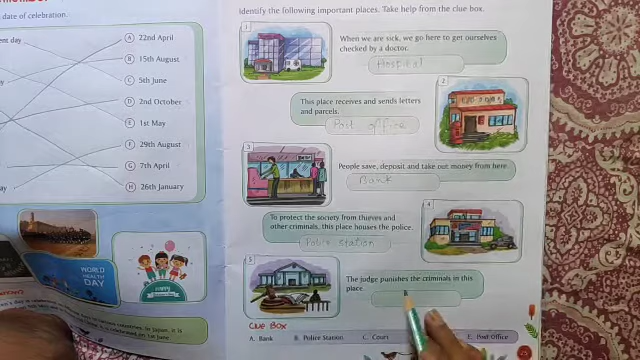 date of celebration.
ent day
A 22nd April
B 15th August
C 5th June
D 2nd October
E 1st May
F 29th August
G 7th April
H 26th January
WORLD
HEALTH
DAY
Identify the following important places. Take help from the clue box.
1
When we are sick, we go here to get ourselves
checked by a doctor.
Hospital
2
This place receives and sends letters
and parcels.
Post office
3
People save, deposit and take out money from here.
Bank
4
To protect the society from thieves and
other criminals, this place houses the police.
Police station
5
The judge punishes the criminals in this
place.
Clue Box
A. Bank B. Police Station C. Court E. Post Office